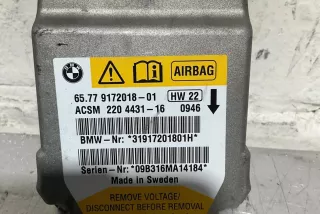 AIRBAG
65.77 9172018-01 HW 22
ACSM 220 4431-16 0946
BMW-Nr: *31917201801H*
Serien-Nr: *09B316MA14184*
Made in Sweden
REMOVE VOLTAGE/
DISCONNECT BEFORE REMOVAL